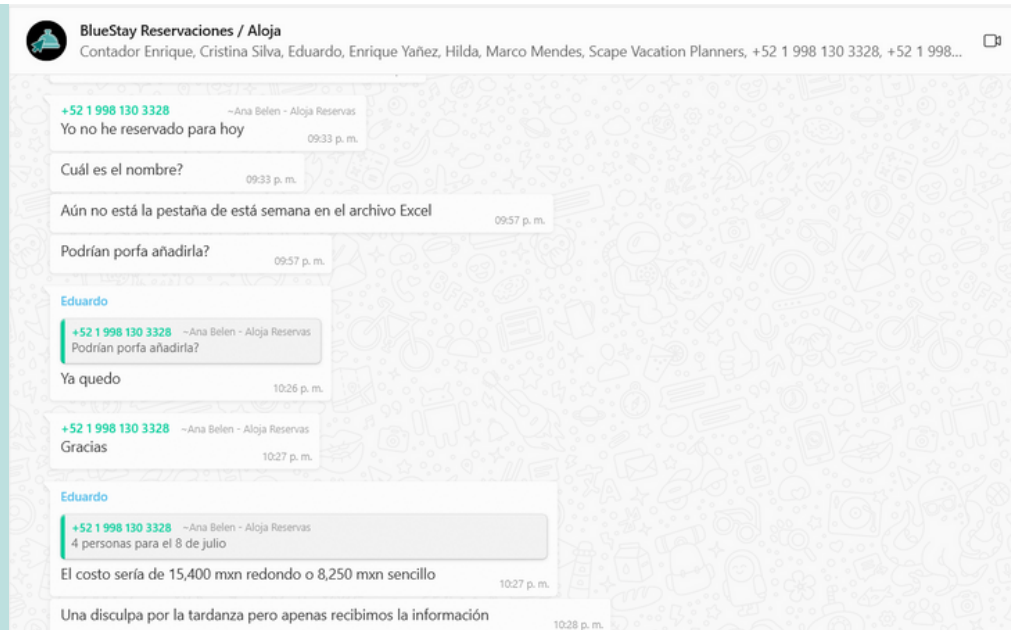 BlueStay Reservaciones / Aloja
Contador Enrique, Cristina Silva, Eduardo, Enrique Yañez, Hilda, Marco Mendes, Scape Vacation Planners, +52 1 998 130 3328, +52 1 998...
+52 1 998 130 3328 ~Ana Belen - Aloja Reservas
Yo no he reservado para hoy
09:33 p. m.
Cuál es el nombre?
09:33 p. m.
Aún no está la pestaña de está semana en el archivo Excel
09:57 p. m.
Podrían porfa añadirla?
09:57 p. m.
Eduardo
+52 1 998 130 3328 ~Ana Belen - Aloja Reservas
Podrían porfa añadirla?
Ya quedo
10:26 p. m.
+52 1 998 130 3328 ~Ana Belen - Aloja Reservas
Gracias
10:27 p. m.
Eduardo
+52 1 998 130 3328 ~Ana Belen - Aloja Reservas
4 personas para el 8 de julio
El costo sería de 15,400 mxn redondo o 8,250 mxn sencillo
10:27 p. m.
Una disculpa por la tardanza pero apenas recibimos la información
10:28 p. m.